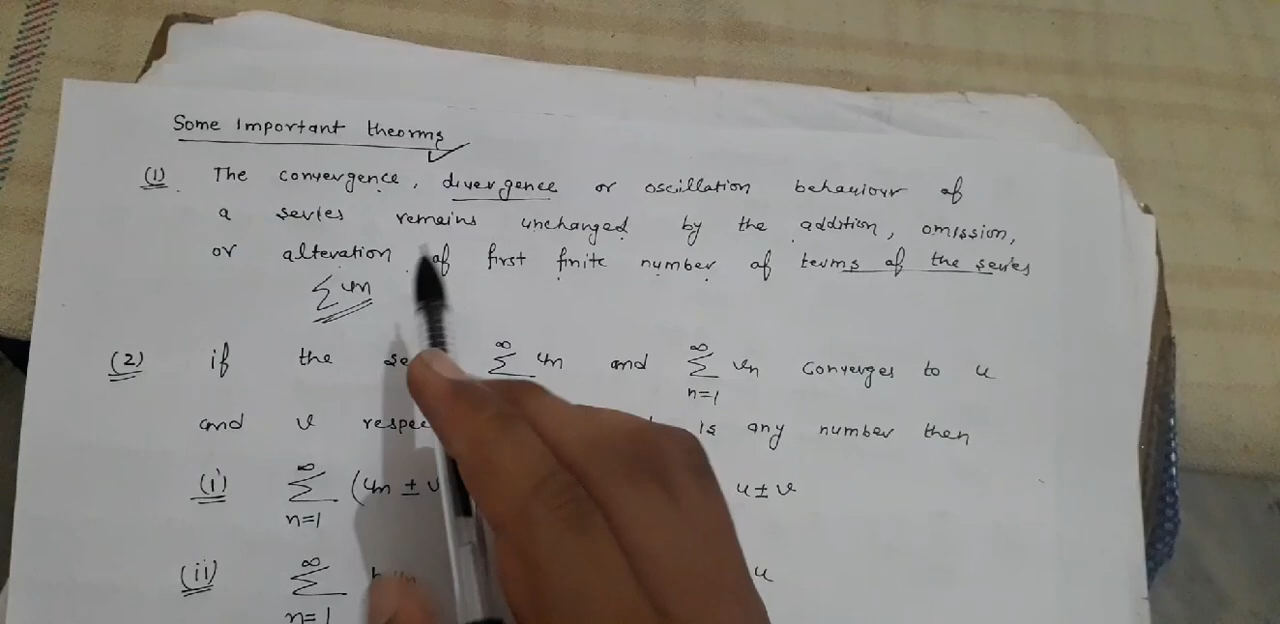 Some Important theorms
(1) The convergence, divergence or oscillation behaviour of
a series remains unchanged by the addition, omission,
or alteration of first finite number of terms of the series
∑un
(2) if the ∑ un and ∑ vn converges to u
∞ ∞
n=1
and v is any number then
(i) ∑ (un ± v u ± v
∞
n=1
(ii) ∑ u
∞
n=1